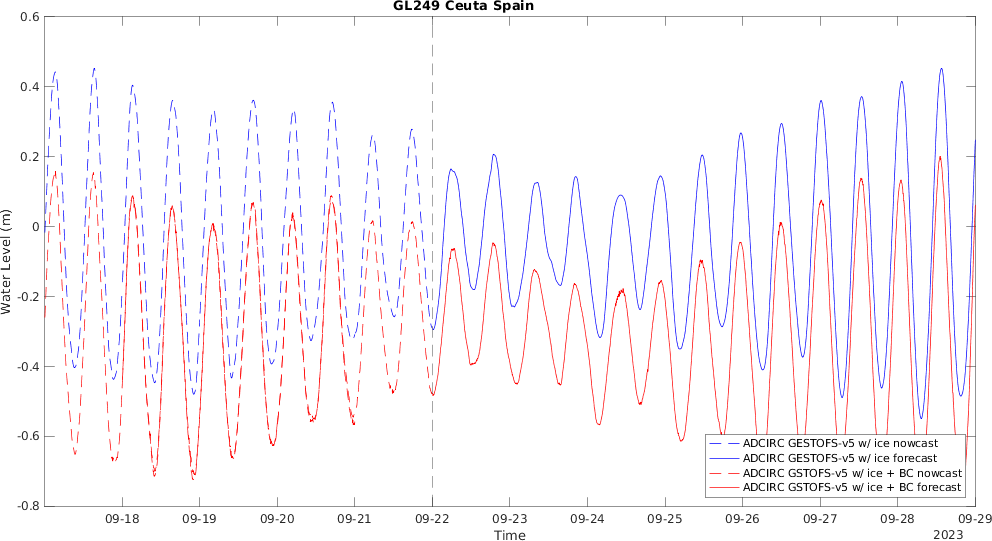 GL249 Ceuta Spain
0.6
0.4
0.2
0
-0.2
-0.4
-0.6
-0.8
Water Level (m)
ADCIRC GESTOFS-v5 w/ ice nowcast
ADCIRC GESTOFS-v5 w/ ice forecast
ADCIRC GSTOFS-v5 w/ ice + BC nowcast
ADCIRC GSTOFS-v5 w/ ice + BC forecast
09-18 09-19 09-20 09-21 09-22 09-23 09-24 09-25 09-26 09-27 09-28 09-29
Time
2023